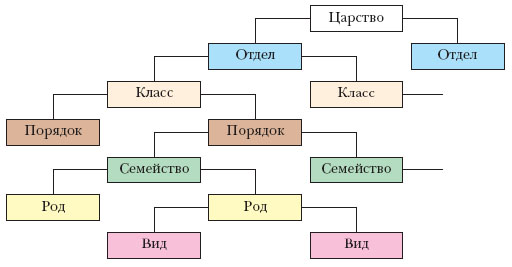 Царство
Отдел Отдел
Класс Класс
Порядок Порядок
Семейство Семейство
Род Род
Вид Вид